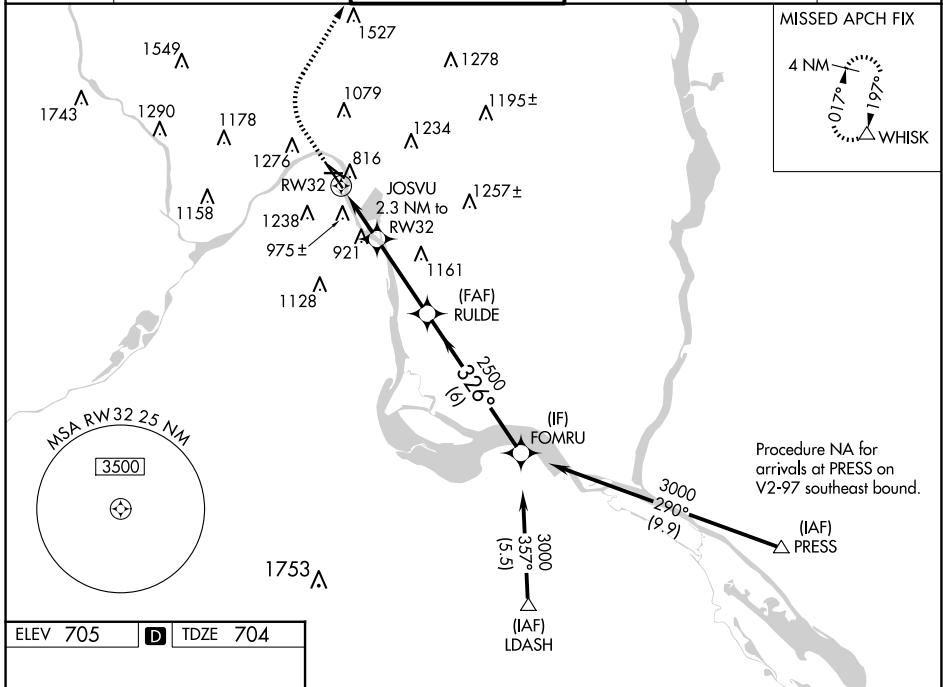 1527
1549
1278
1743
1079
1195±
1290
1178
1234
1276
816
RW32
JOSVU
2.3 NM to
RW32
1257±
1158
1238
975±
921
1161
1128
(FAF)
RULDE
2500
326°
(6)
(IF)
FOMRU
MISSED APCH FIX
4 NM
017°
197°
WHISK
MSA RW32 25 NM
3500
Procedure NA for
arrivals at PRESS on
V2-97 southeast bound.
3000
290°
(9.9)
(IAF)
PRESS
3000
357°
(5.5)
(IAF)
LDASH
1753
ELEV 705 D TDZE 704